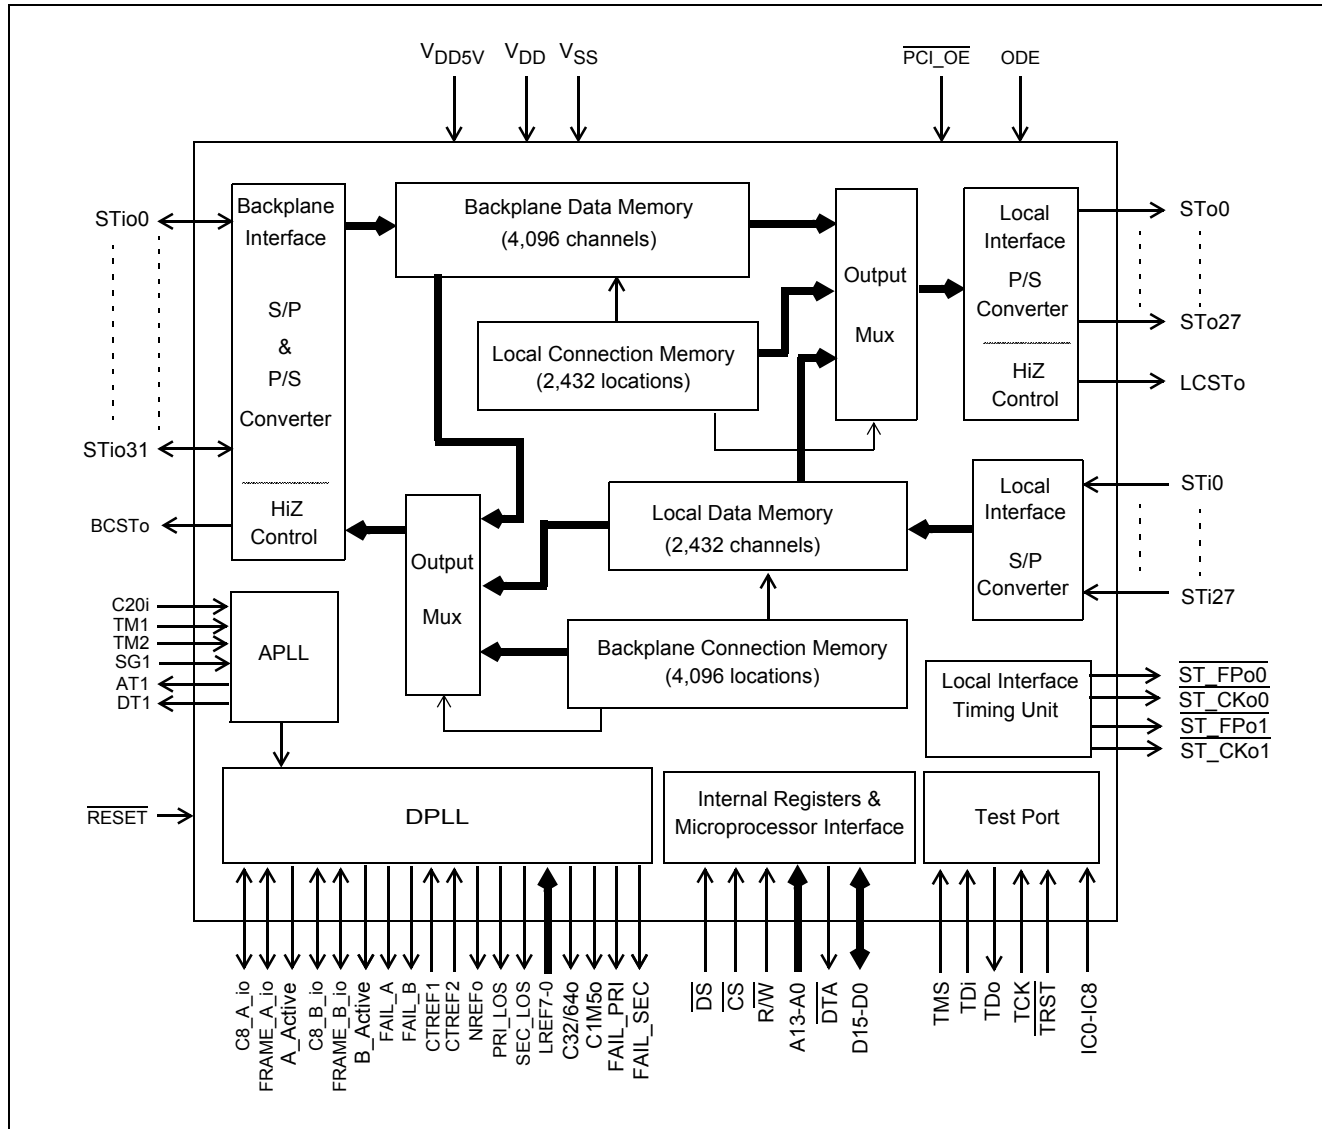 VDD5V VDD VSS PCI_OE ODE
STio0
STio31
BCSTo
C20i
TM1
TM2
SG1
AT1
DT1
RESET
Backplane
Interface
S/P
&
P/S
Converter
HiZ
Control
Backplane Data Memory
(4,096 channels)
Local Connection Memory
(2,432 locations)
Output
Mux
Local
Interface
P/S
Converter
HiZ
Control
STo0
STo27
LCSTo
Local Data Memory
(2,432 channels)
Output
Mux
Backplane Connection Memory
(4,096 locations)
Local
Interface
S/P
Converter
STi0
STi27
APLL
Local Interface
Timing Unit
ST_FPo0
ST_CKo0
ST_FPo1
ST_CKo1
DPLL
Internal Registers &
Microprocessor Interface
Test Port
C8_A_io
FRAME_A_io
A_Active
C8_B_io
FRAME_B_io
B_Active
FAIL_A
FAIL_B
CTREF1
CTREF2
NREFo
PRI_LOS
SEC_LOS
LREF7-0
C32/64o
C1M5o
FAIL_PRI
FAIL_SEC
DS
CS
R/W
A13-A0
DTA
D15-D0
TMS
TDi
TDo
TCK
TRST
IC0-IC8